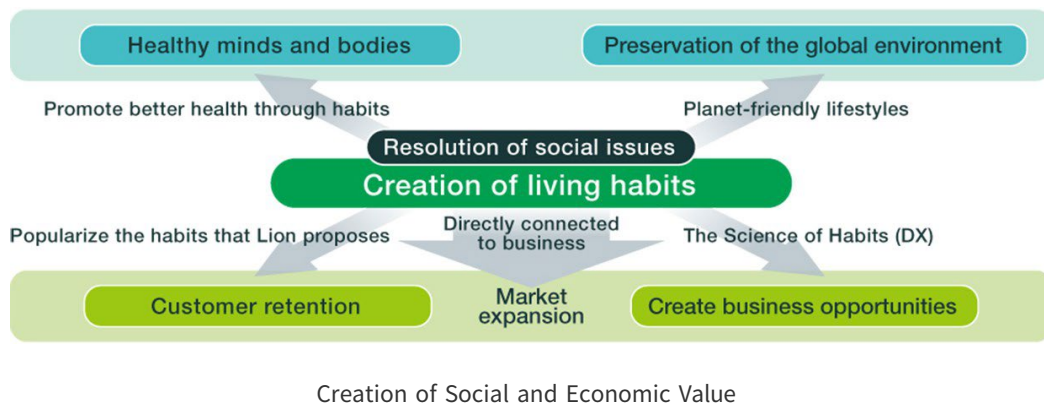 Healthy minds and bodies
Preservation of the global environment
Promote better health through habits
Planet-friendly lifestyles
Resolution of social issues
Creation of living habits
Popularize the habits that Lion proposes
Directly connected
to business
The Science of Habits (DX)
Customer retention
Market
expansion
Create business opportunities
Creation of Social and Economic Value